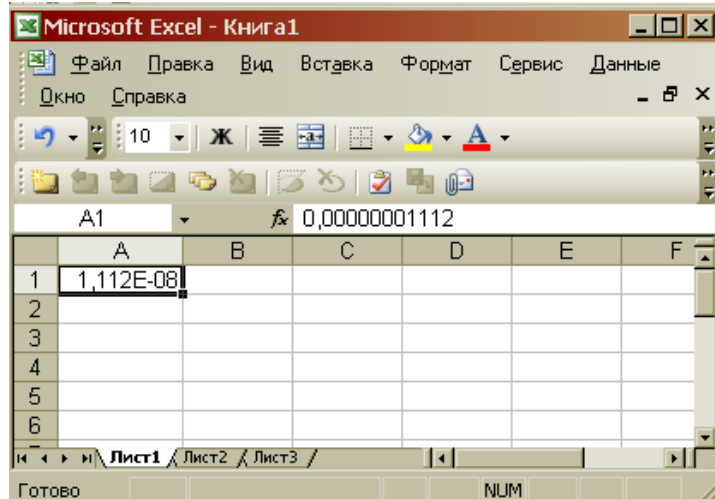 Microsoft Excel - Книга1
Файл Правка Вид Вставка Формат Сервис Данные
Окно Справка
10 Ж А
A1 fx 0,00000001112
A B C D E F
1 1,112E-08
2
3
4
5
6
Лист1 Лист2 Лист3
Готово NUM